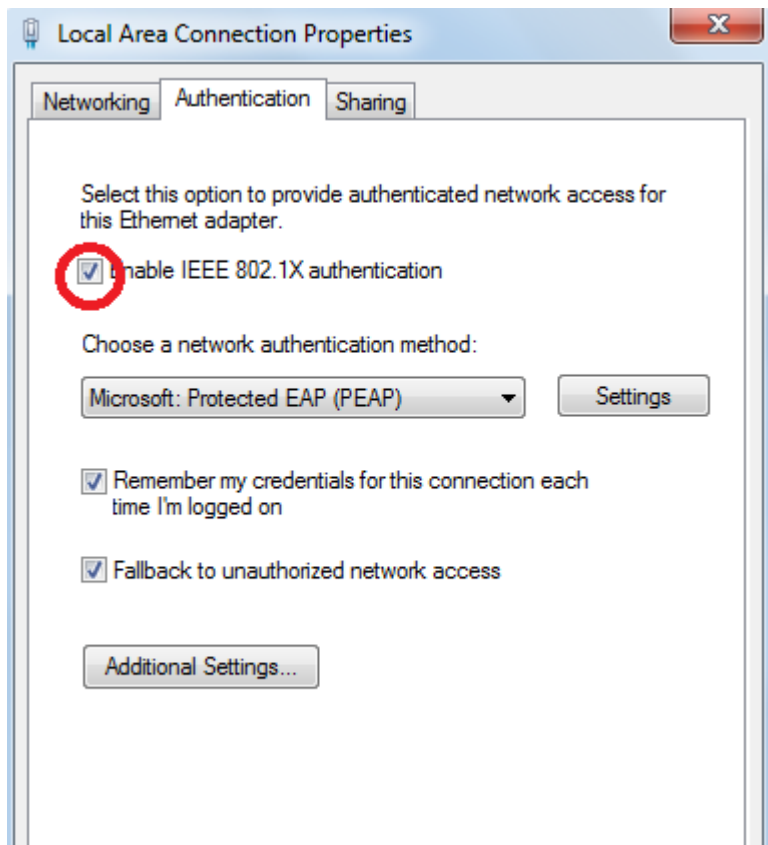 Local Area Connection Properties
Networking Authentication Sharing
Select this option to provide authenticated network access for
this Ethernet adapter.
Enable IEEE 802.1X authentication
Choose a network authentication method:
Microsoft: Protected EAP (PEAP) Settings
Remember my credentials for this connection each
time I'm logged on
Fallback to unauthorized network access
Additional Settings...